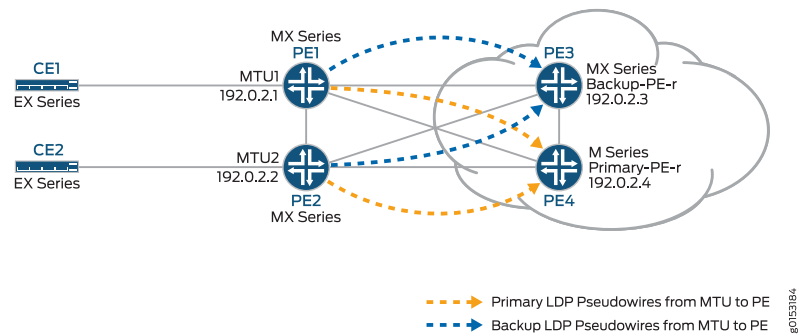 MX Series
PE1
CE1
EX Series
MTU1
192.0.2.1
PE3
MX Series
Backup-PE-r
192.0.2.3
CE2
EX Series
MTU2
192.0.2.2
PE2
MX Series
M Series
Primary-PE-r
192.0.2.4
PE4
Primary LDP Pseudowires from MTU to PE
Backup LDP Pseudowires from MTU to PE
g0153184